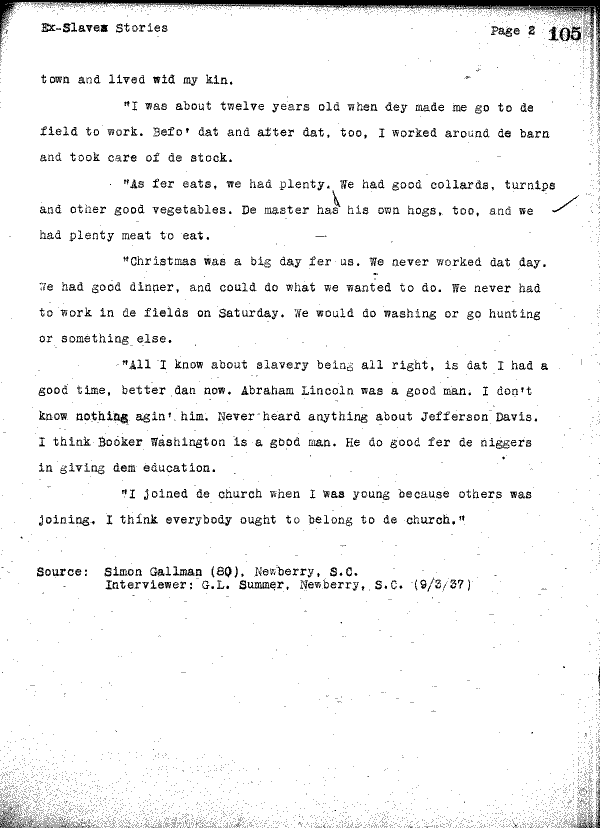 Ex-Slaves Stories Page 2 105
town and lived wid my kin.
"I was about twelve years old when dey made me go to de
field to work. Befo' dat and after dat, too, I worked around de barn
and took care of de stock.
"As fer eats, we had plenty. We had good collards, turnips
and other good vegetables. De master has his own hogs, too, and we
had plenty meat to eat.
"Christmas was a big day fer us. We never worked dat day.
We had good dinner, and could do what we wanted to do. We never had
to work in de fields on Saturday. We would do washing or go hunting
or something else.
"All I know about slavery being all right, is dat I had a
good time, better dan now. Abraham Lincoln was a good man. I don't
know nothing agin' him. Never heard anything about Jefferson Davis.
I think Booker Washington is a good man. He do good fer de niggers
in giving dem education.
"I joined de church when I was young because others was
joining. I think everybody ought to belong to de church."
Source: Simon Gallman (80), Newberry, S.C.
Interviewer: G.L. Summer, Newberry, S.C. (9/3/37)